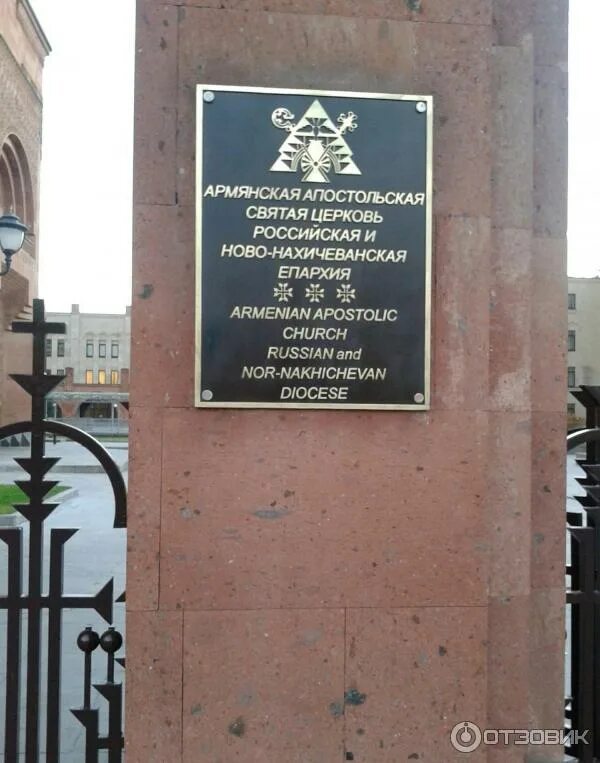 АРМЯНСКАЯ АПОСТОЛЬСКАЯ
СВЯТАЯ ЦЕРКОВЬ
РОССИЙСКАЯ И
НОВО-НАХИЧЕВАНСКАЯ
ЕПАРХИЯ
ARMENIAN APOSTOLIC
CHURCH
RUSSIAN and
NOR-NAKHICHEVAN
DIOCESE
ОТЗОВИК